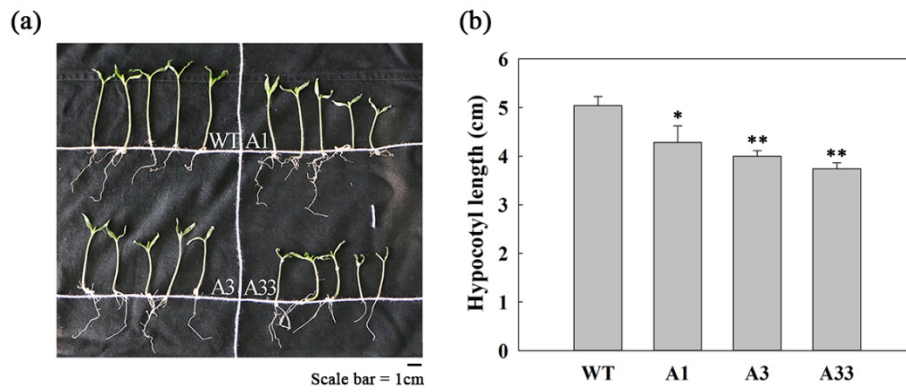 (a)
WT A1
A3 A33
Scale bar = 1cm
(b)
Hypocotyl length (cm)
6
5
4
3
2
1
0
*
**
**
WT A1 A3 A33